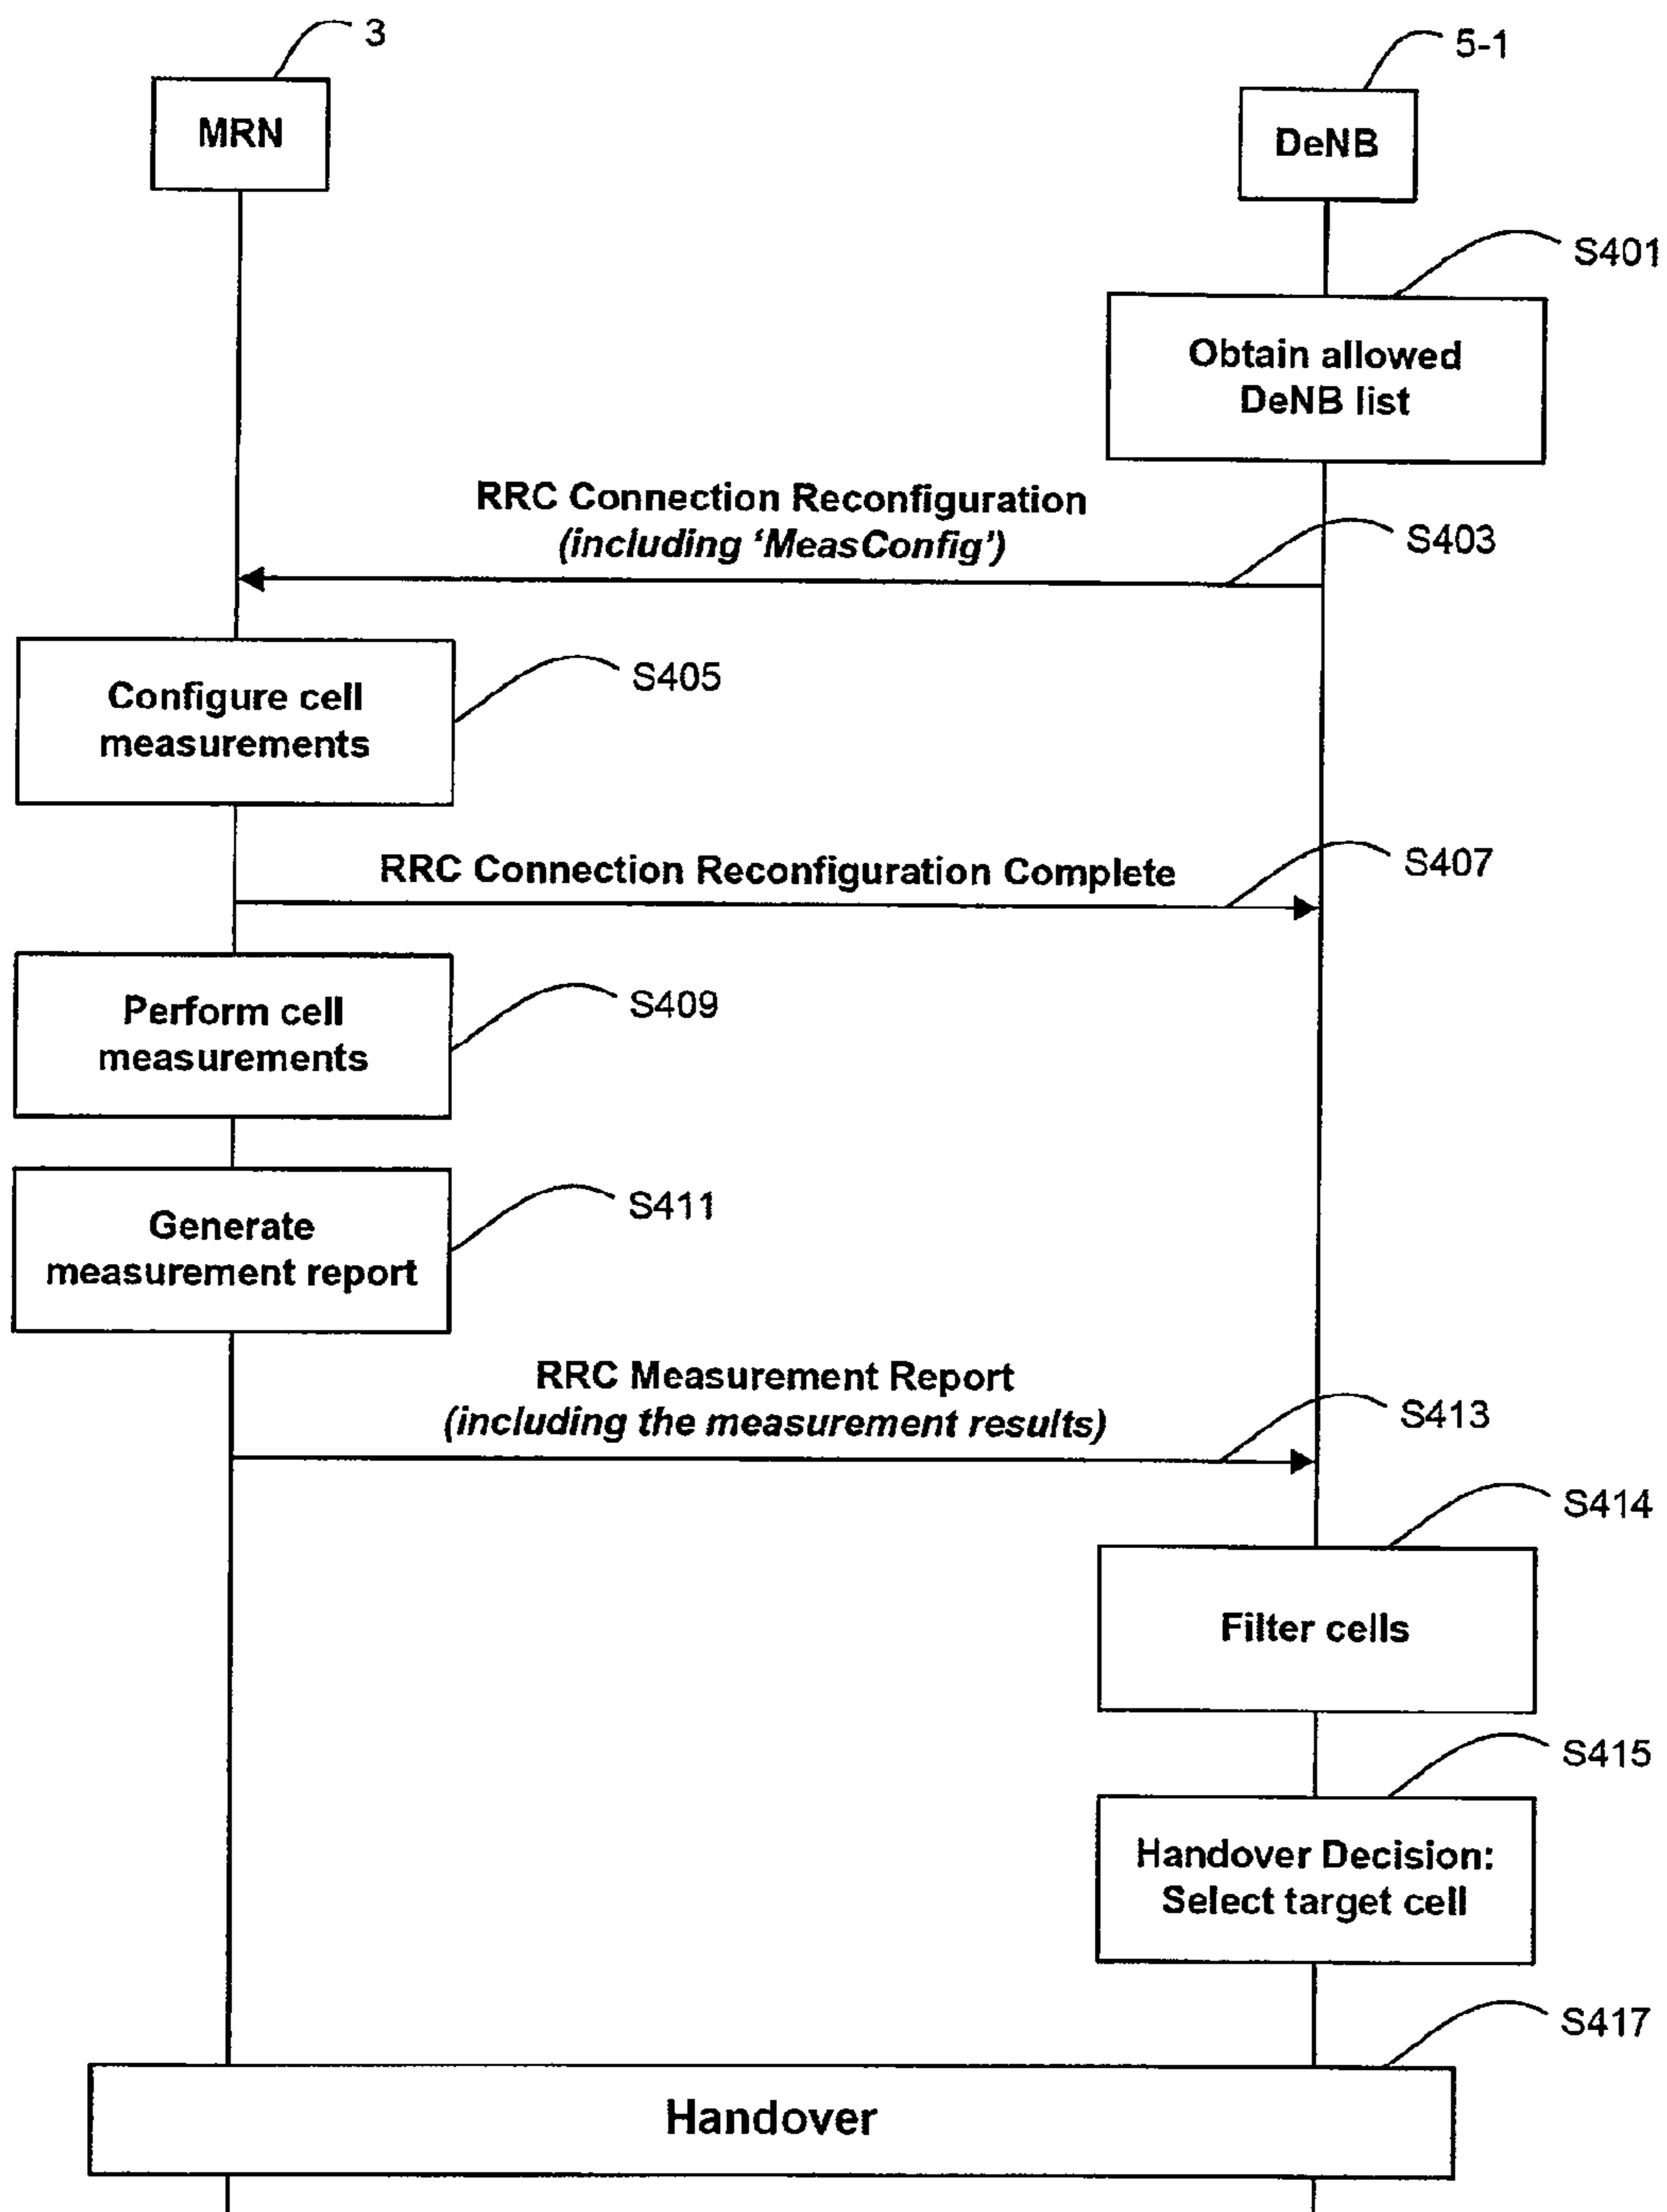 3
5-1
MRN
DeNB
S401
Obtain allowed
DeNB list
RRC Connection Reconfiguration
(including ‘MeasConfig’)
S403
Configure cell
measurements
S405
RRC Connection Reconfiguration Complete
S407
Perform cell
measurements
S409
Generate
measurement report
S411
RRC Measurement Report
(including the measurement results)
S413
S414
Filter cells
S415
Handover Decision:
Select target cell
S417
Handover